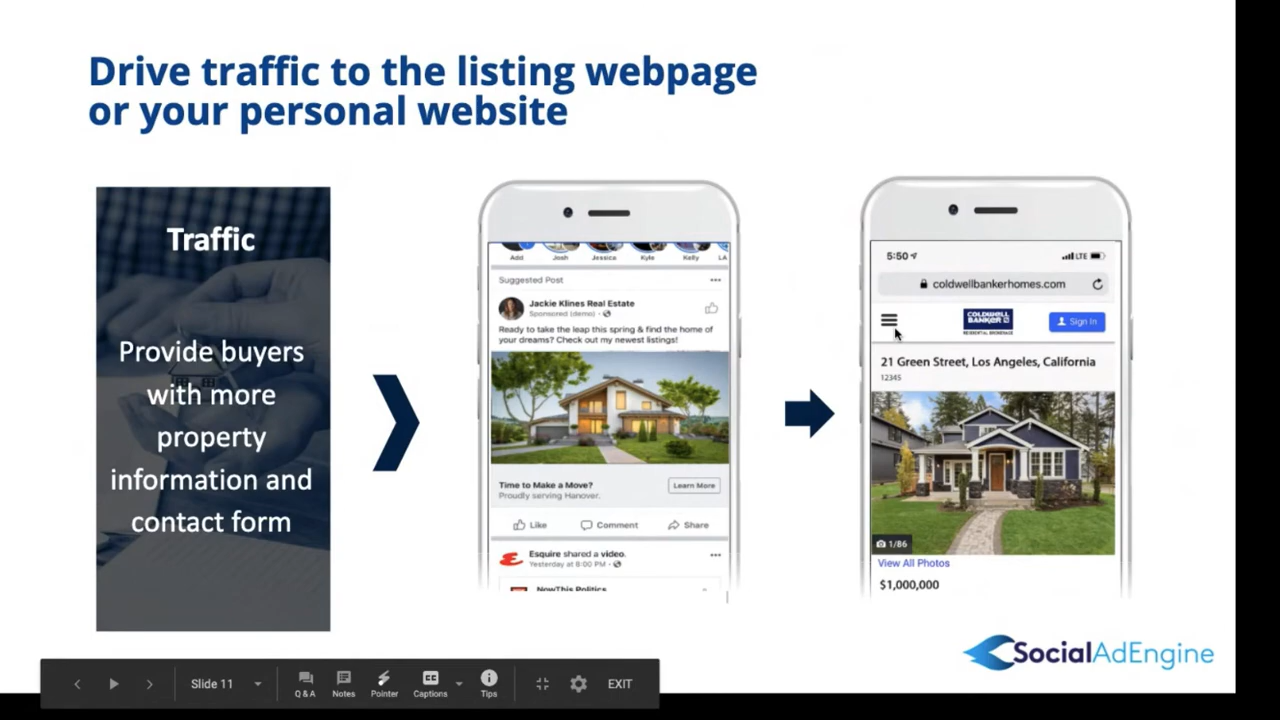 Drive traffic to the listing webpage
or your personal website
Traffic
Provide buyers
with more
property
information and
contact form
Add Josh Jessica Kyle Kelly LA
Suggested Post
Jackie Klines Real Estate
Sponsored (demo)
Ready to take the leap this spring & find the home of
your dreams? Check out my newest listings!
Time to Make a Move?
Proudly serving Hanover.
Learn More
Like Comment Share
Esquire shared a video.
Yesterday at 8:00 PM
NowThis Politics
5:50 LTE
coldwellbankerhomes.com
COLDWELL
BANKER
RESIDENTIAL BROKERAGE
Sign In
21 Green Street, Los Angeles, California
12345
1/86
View All Photos
$1,000,000
SocialAdEngine
Slide 11 Q & A Notes Pointer Captions Tips EXIT